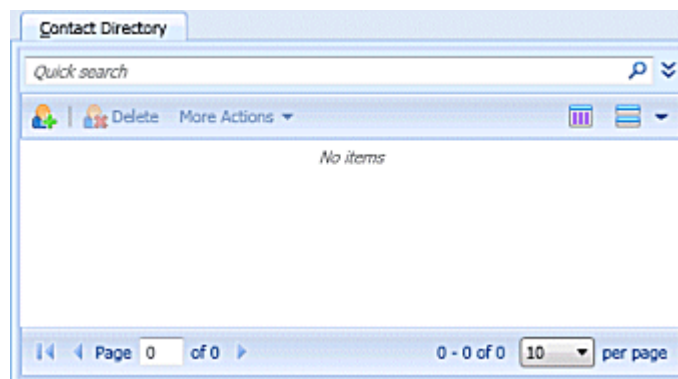 Contact Directory
Quick search
Delete More Actions
No items
Page 0 of 0 0 - 0 of 0 10 per page